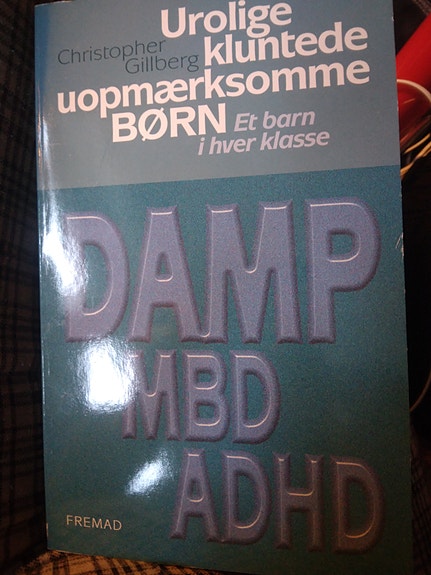 Urolige
Christopher kluntede
Gillberg
uopmærksomme
BØRN Et barn
i hver klasse
DAMP
MBD
ADHD
FREMAD